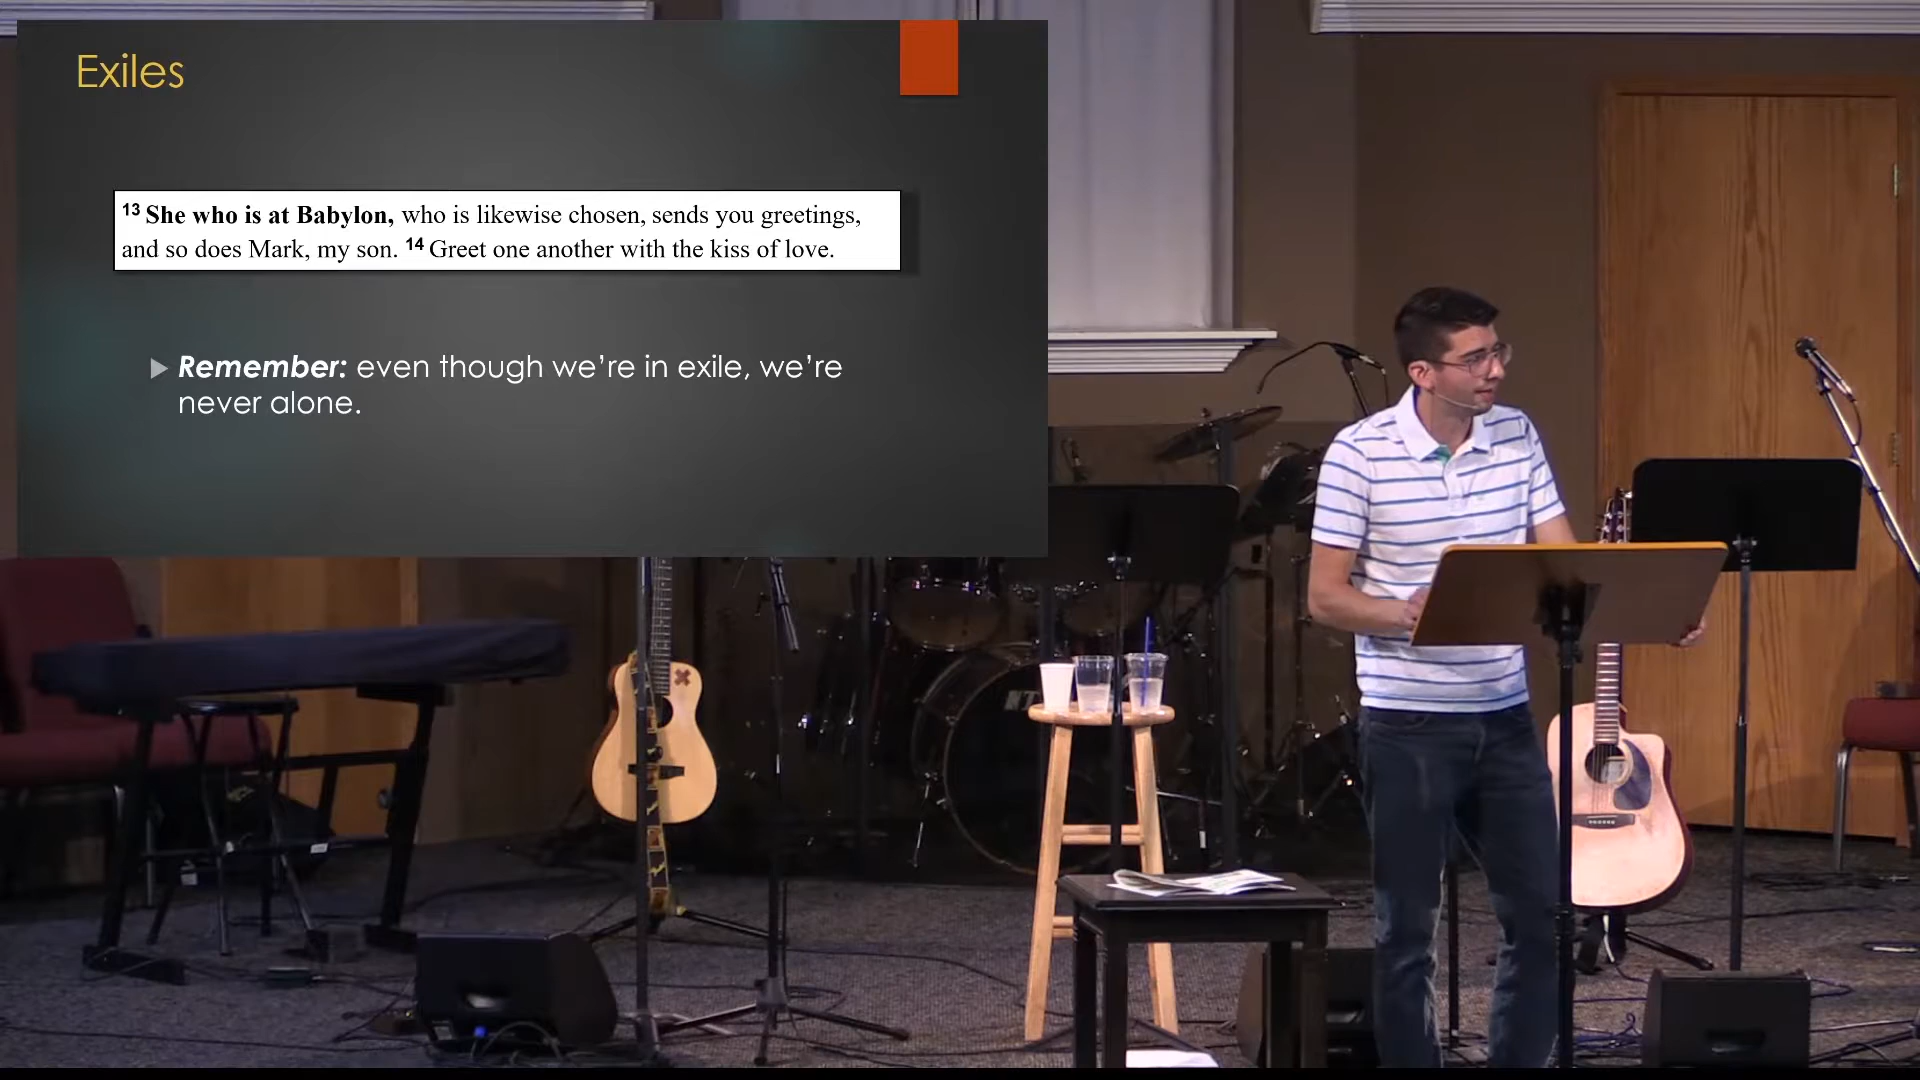 Exiles
13 She who is at Babylon, who is likewise chosen, sends you greetings,
and so does Mark, my son. 14 Greet one another with the kiss of love.
Remember: even though we’re in exile, we’re
never alone.